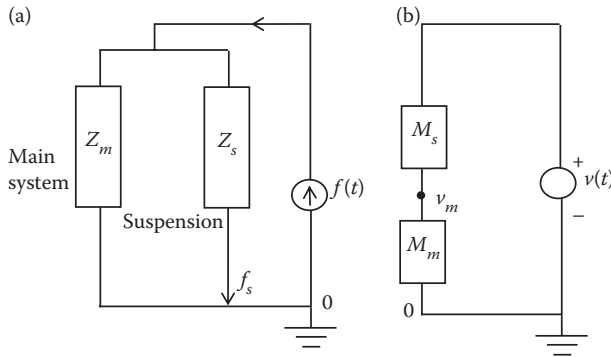 (a)
Z_m
Z_s
Main
system
Suspension
f(t)
f_s
0
(b)
M_s
v_m
M_m
0
+
v(t)
−